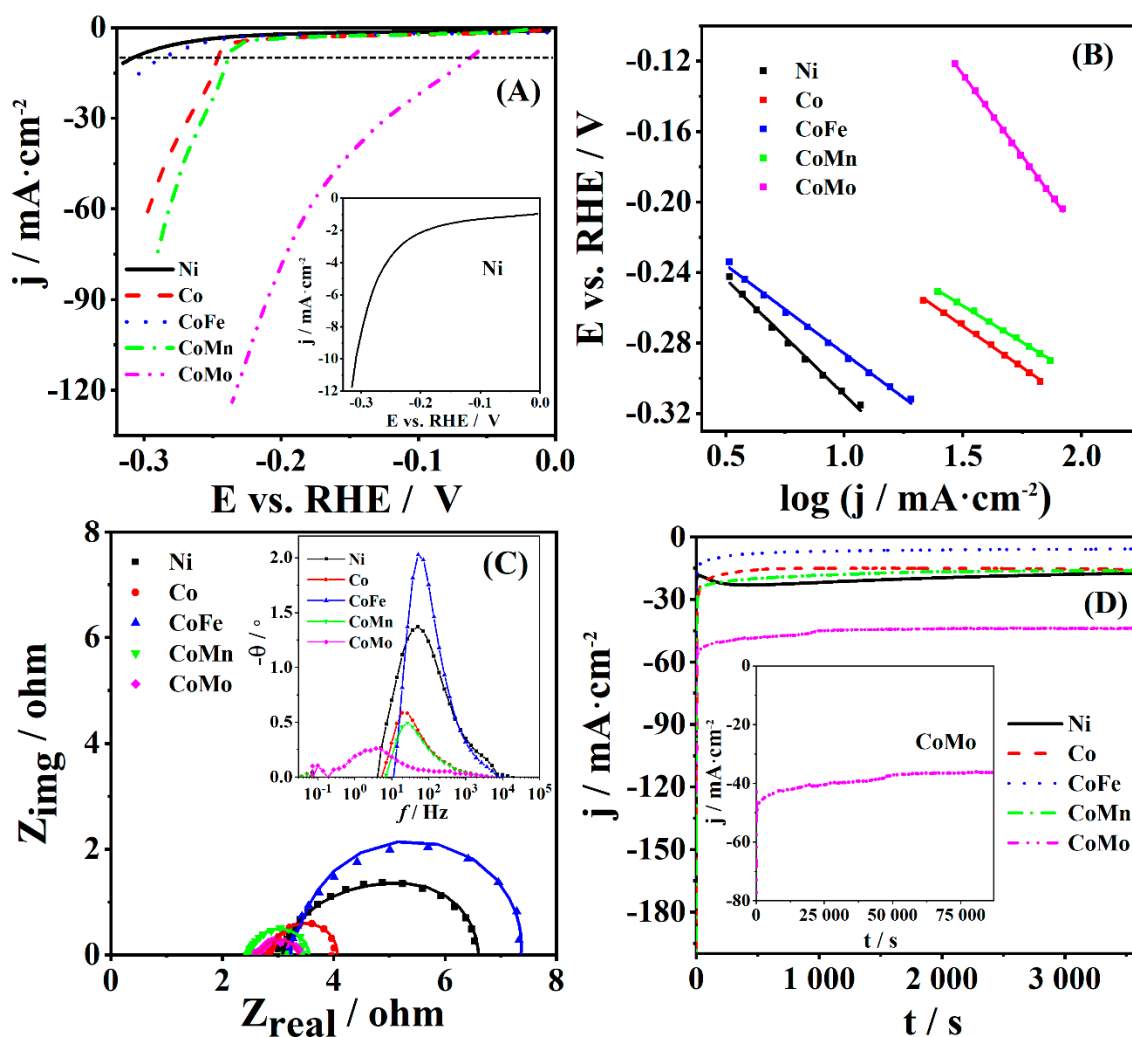 (A)
0
-30
-60
-90
-120
j / mA·cm⁻²
Ni
Co
CoFe
CoMn
CoMo
-0.3
-0.2
-0.1
0.0
E vs. RHE / V
0
-2
-4
-6
-8
-10
-12
j / mA·cm⁻²
Ni
-0.3
-0.2
-0.1
0.0
E vs. RHE / V
(B)
-0.12
-0.16
-0.20
-0.24
-0.28
-0.32
E vs. RHE / V
Ni
Co
CoFe
CoMn
CoMo
0.5
1.0
1.5
2.0
log (j / mA·cm⁻²)
(C)
8
6
4
2
0
Zimg / ohm
Ni
Co
CoFe
CoMn
CoMo
0
2
4
6
8
Zreal / ohm
2.0
1.5
1.0
0.5
0.0
-θ / °
Ni
Co
CoFe
CoMn
CoMo
10⁻¹
10⁰
10¹
10²
10³
10⁴
10⁵
f / Hz
(D)
0
-30
-60
-90
-120
-150
-180
j / mA·cm⁻²
Ni
Co
CoFe
CoMn
CoMo
0
1 000
2 000
3 000
t / s
0
-20
-40
-60
-80
j / mA·cm⁻²
CoMo
0
25 000
50 000
75 000
t / s